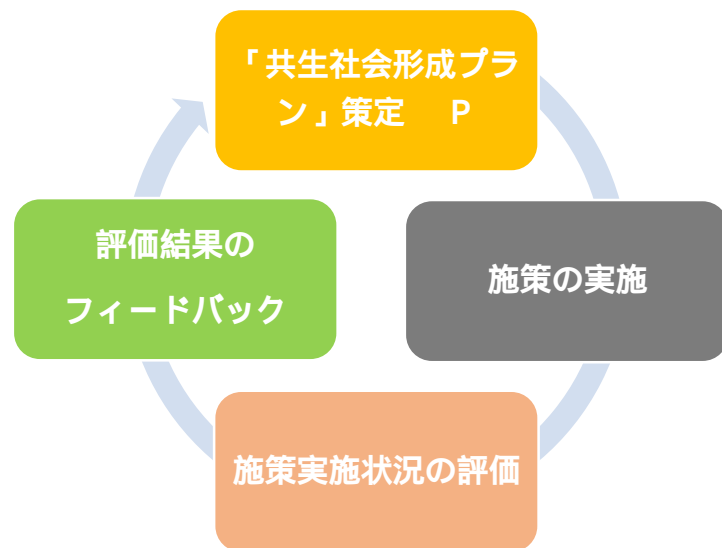 「共生社会形成プラ
ン」策定　P
施策の実施
施策実施状況の評価
評価結果の
フィードバック